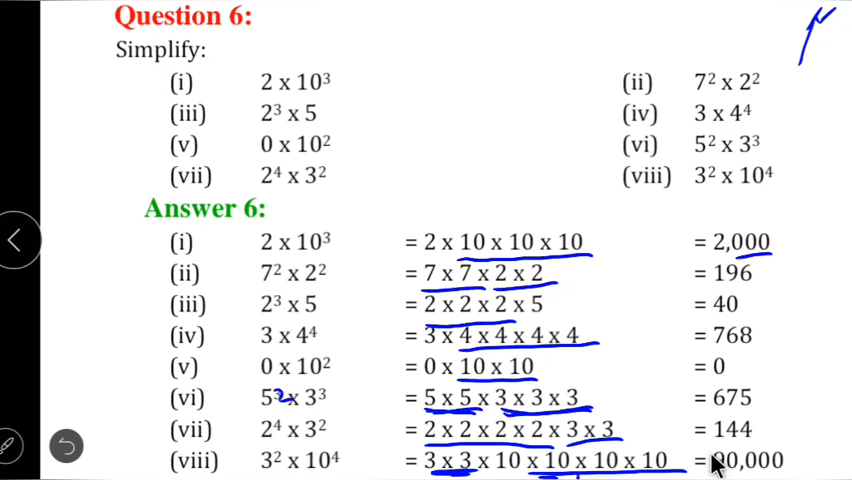 Question 6:
Simplify:
(i) 2 x 10³ (ii) 7² x 2²
(iii) 2³ x 5 (iv) 3 x 4⁴
(v) 0 x 10² (vi) 5² x 3³
(vii) 2⁴ x 3² (viii) 3² x 10⁴
Answer 6:
(i) 2 x 10³ = 2 x 10 x 10 x 10 = 2,000
(ii) 7² x 2² = 7 x 7 x 2 x 2 = 196
(iii) 2³ x 5 = 2 x 2 x 2 x 5 = 40
(iv) 3 x 4⁴ = 3 x 4 x 4 x 4 x 4 = 768
(v) 0 x 10² = 0 x 10 x 10 = 0
(vi) 5² x 3³ = 5 x 5 x 3 x 3 x 3 = 675
(vii) 2⁴ x 3² = 2 x 2 x 2 x 2 x 3 x 3 = 144
(viii) 3² x 10⁴ = 3 x 3 x 10 x 10 x 10 x 10 = 90,000